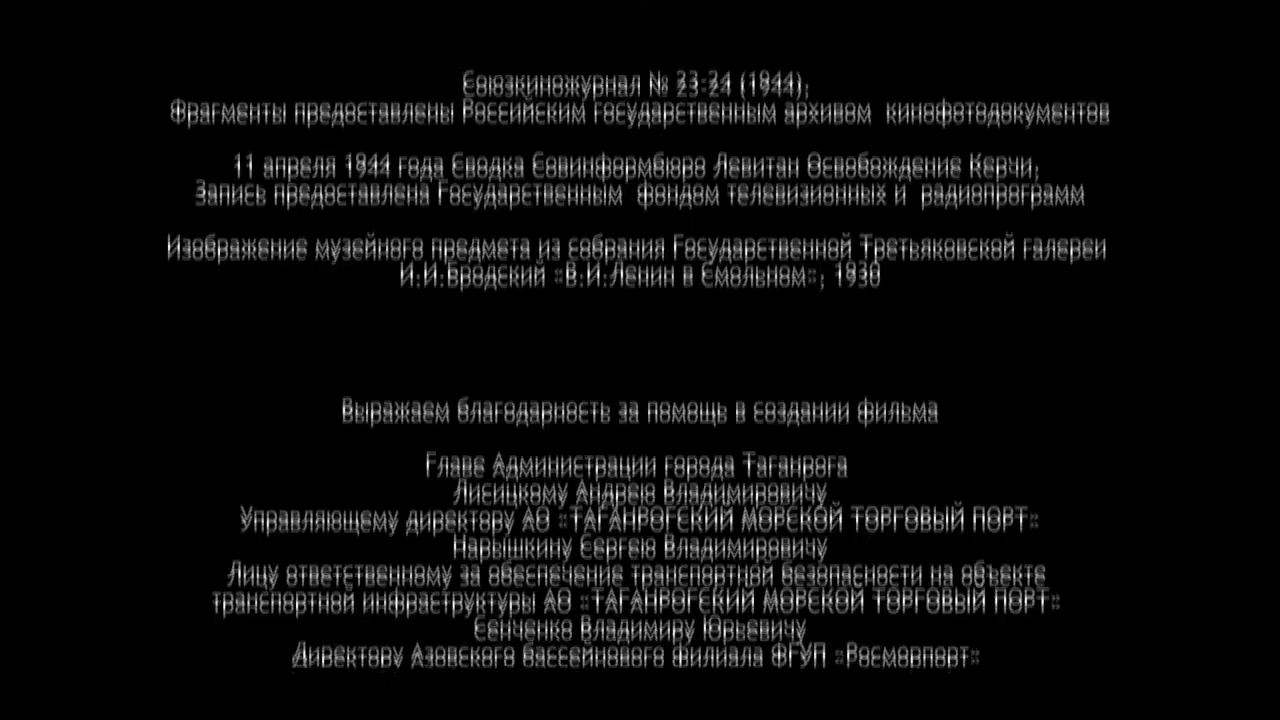 Союзкиножурнал № 23-24 (1944),
Фрагменты предоставлены Российским государственным архивом кинофотодокументов
11 апреля 1944 года Сводка Совинформбюро Левитан Освобождение Керчи,
Запись предоставлена Государственным фондом телевизионных и радиопрограмм
Изображение музейного предмета из собрания Государственной Третьяковской галереи
И.И.Бродский «В.И.Ленин в Смольном», 1930
Выражаем благодарность за помощь в создании фильма
Главе Администрации города Таганрога
Лисицкому Андрею Владимировичу
Управляющему директору АО «ТАГАНРОГСКИЙ МОРСКОЙ ТОРГОВЫЙ ПОРТ»
Нарышкину Сергею Владимировичу
Лицу ответственному за обеспечение транспортной безопасности на объекте
транспортной инфраструктуры АО «ТАГАНРОГСКИЙ МОРСКОЙ ТОРГОВЫЙ ПОРТ»
Сенченко Владимиру Юрьевичу
Директору Азовского бассейнового филиала ФГУП «Росморпорт»